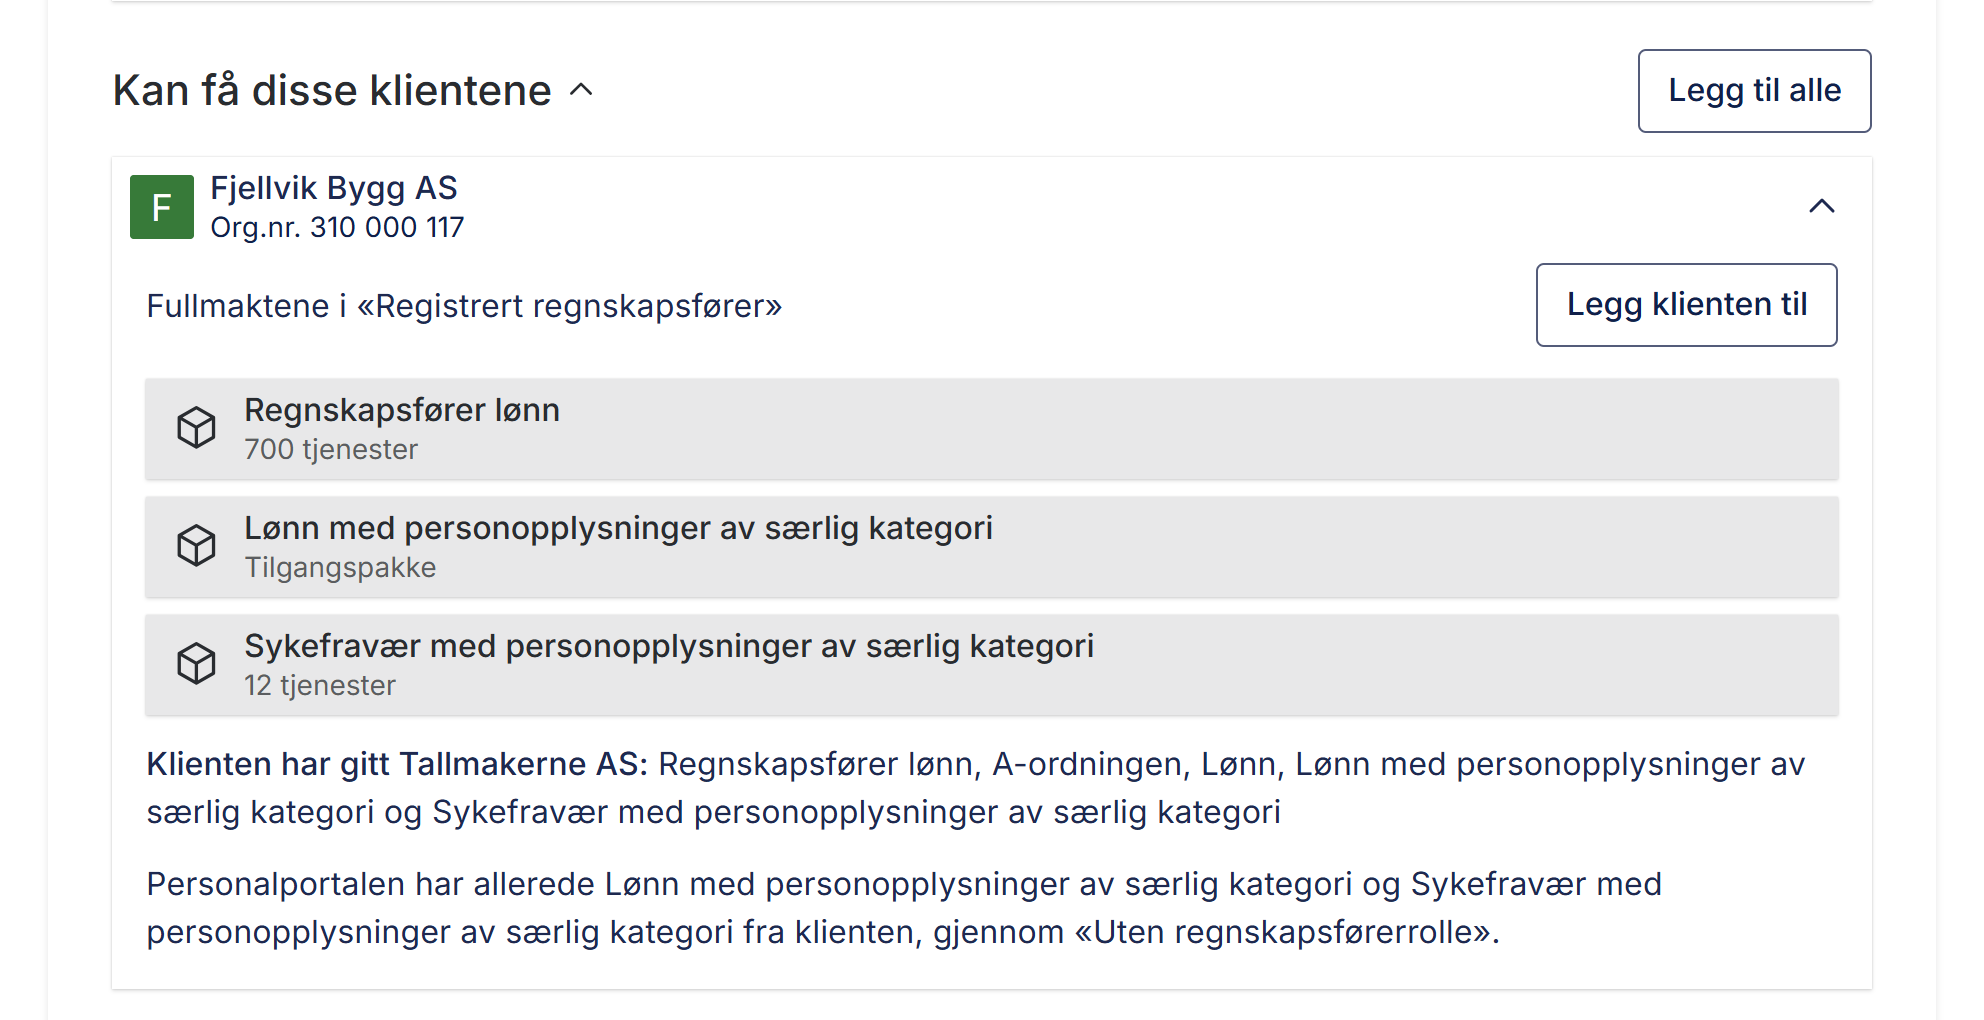 Kan få disse klientene
Legg til alle
F
Fjellvik Bygg AS
Org.nr. 310 000 117
Fullmaktene i «Registrert regnskapsfører»
Legg klienten til
Regnskapsfører lønn
700 tjenester
Lønn med personopplysninger av særlig kategori
Tilgangspakke
Sykefravær med personopplysninger av særlig kategori
12 tjenester
Klienten har gitt Tallmakerne AS: Regnskapsfører lønn, A-ordningen, Lønn, Lønn med personopplysninger av
særlig kategori og Sykefravær med personopplysninger av særlig kategori
Personalportalen har allerede Lønn med personopplysninger av særlig kategori og Sykefravær med
personopplysninger av særlig kategori fra klienten, gjennom «Uten regnskapsførerrolle».